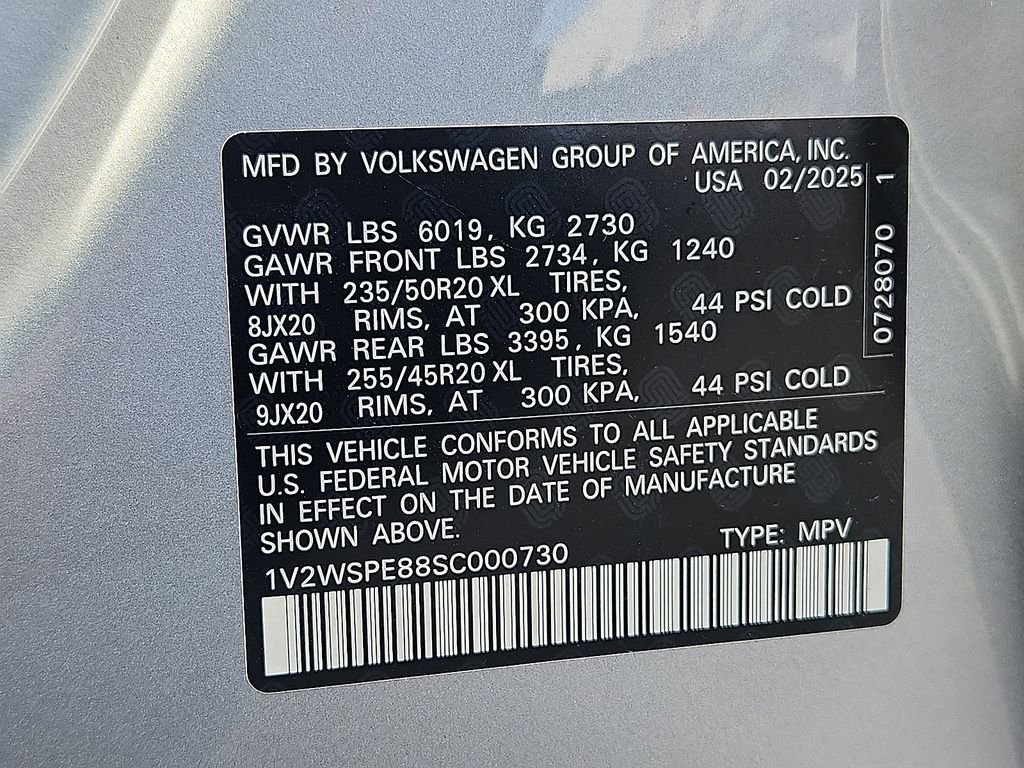 MFD BY VOLKSWAGEN GROUP OF AMERICA, INC.
USA 02/2025
GVWR LBS 6019, KG 2730
GAWR FRONT LBS 2734, KG 1240
WITH 235/50R20 XL TIRES,
8JX20 RIMS, AT 300 KPA, 44 PSI COLD
GAWR REAR LBS 3395, KG 1540
WITH 255/45R20 XL TIRES,
9JX20 RIMS, AT 300 KPA, 44 PSI COLD
0728070 1
THIS VEHICLE CONFORMS TO ALL APPLICABLE
U.S. FEDERAL MOTOR VEHICLE SAFETY STANDARDS
IN EFFECT ON THE DATE OF MANUFACTURE
SHOWN ABOVE.
TYPE: MPV
1V2WSPE88SC000730